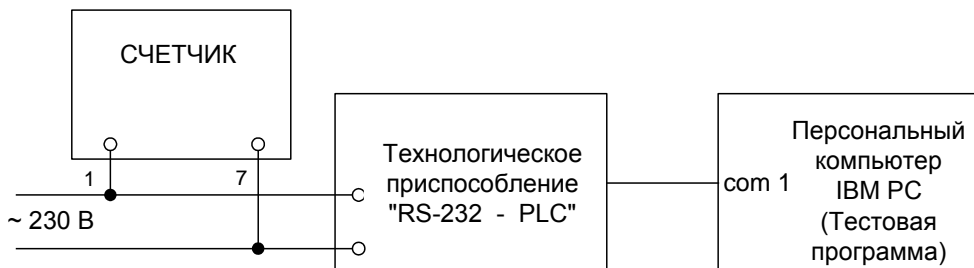 СЧЕТЧИК
1
7
~ 230 В
Технологическое
приспособление
"RS-232 - PLC"
com 1
Персональный
компьютер
IBM PC
(Тестовая
программа)